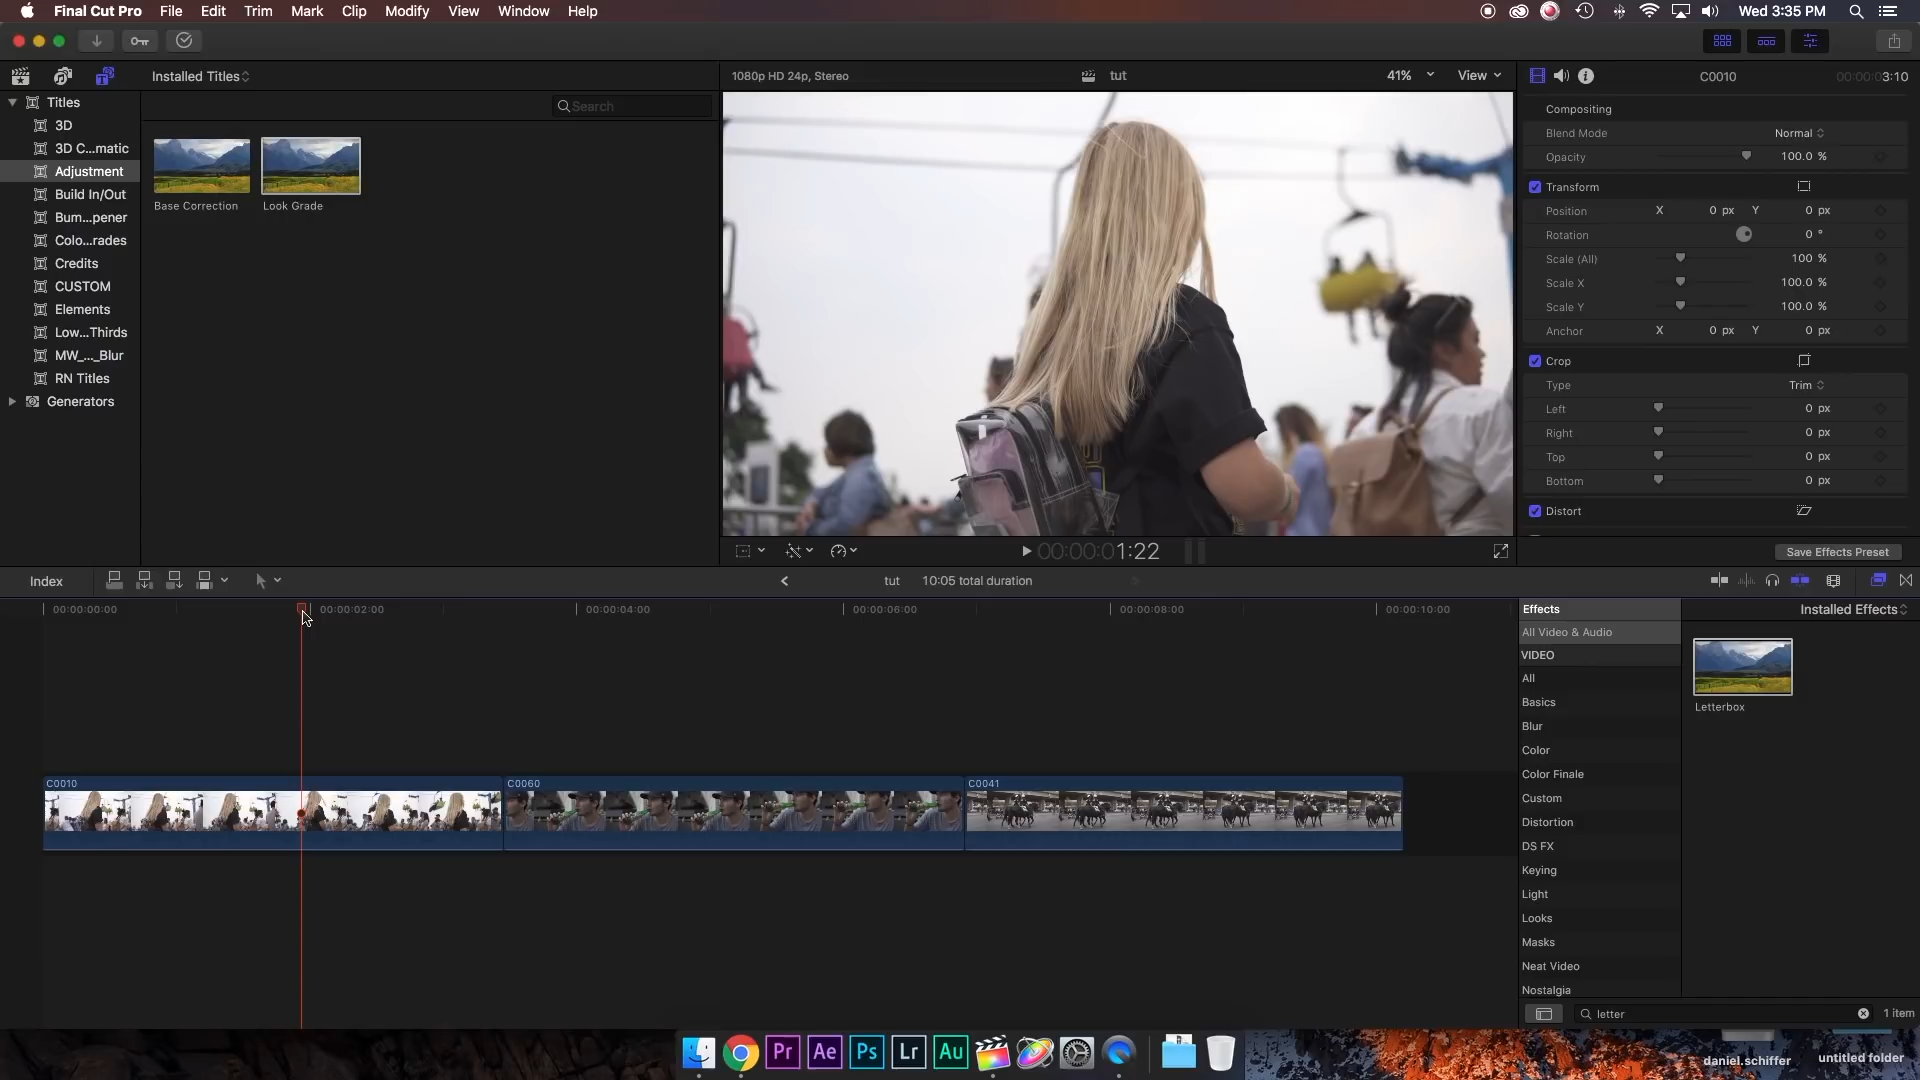 Final Cut Pro File Edit Trim Mark Clip Modify View Window Help Wed 3:35 PM
Installed Titles
1080p HD 24p, Stereo tut 41% View
C0010 00:00:03:10
Titles
Search
3D
3D C...matic
Adjustment
Build In/Out
Bum...pener
Colo...rades
Credits
CUSTOM
Elements
Low...Thirds
MW_..._Blur
RN Titles
Generators
Base Correction Look Grade
Compositing
Blend Mode Normal
Opacity 100.0 %
Transform
Position X 0 px Y 0 px
Rotation 0 °
Scale (All) 100 %
Scale X 100.0 %
Scale Y 100.0 %
Anchor X 0 px Y 0 px
Crop
Type Trim
Left 0 px
Right 0 px
Top 0 px
Bottom 0 px
Distort
00:00:01:22
Save Effects Preset
Index tut 10:05 total duration
00:00:00:00 00:00:02:00 00:00:04:00 00:00:06:00 00:00:08:00 00:00:10:00
C0010 C0060 C0041
Effects Installed Effects
All Video & Audio
VIDEO
All
Basics
Blur
Color
Color Finale
Custom
Distortion
DS FX
Keying
Light
Looks
Masks
Neat Video
Nostalgia
Letterbox
letter 1 item
Pr Ae Ps Lr Au
daniel.schiffer untitled folder